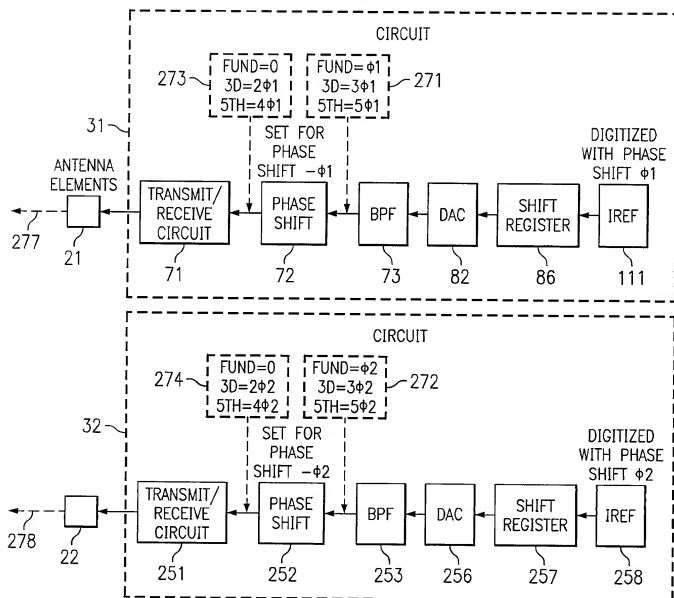 CIRCUIT
273
FUND=0
3D=2φ1
5TH=4φ1
FUND=φ1
3D=3φ1
5TH=5φ1
271
31
SET FOR
PHASE
SHIFT -φ1
DIGITIZED
WITH PHASE
SHIFT φ1
ANTENNA
ELEMENTS
TRANSMIT/
RECEIVE
CIRCUIT
PHASE
SHIFT
BPF
DAC
SHIFT
REGISTER
IREF
277
21
71
72
73
82
86
111
CIRCUIT
274
FUND=0
3D=2φ2
5TH=4φ2
FUND=φ2
3D=3φ2
5TH=5φ2
272
32
SET FOR
PHASE
SHIFT -φ2
DIGITIZED
WITH PHASE
SHIFT φ2
TRANSMIT/
RECEIVE
CIRCUIT
PHASE
SHIFT
BPF
DAC
SHIFT
REGISTER
IREF
278
22
251
252
253
256
257
258